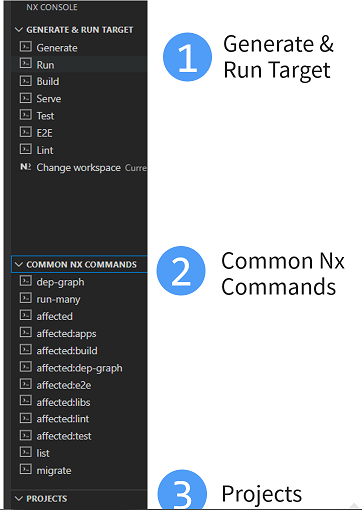 NX CONSOLE
GENERATE & RUN TARGET
Generate
Run
Build
Serve
Test
E2E
Lint
Change workspace Curre
1
Generate &
Run Target
COMMON NX COMMANDS
dep-graph
run-many
affected
affected:apps
affected:build
affected:dep-graph
affected:e2e
affected:libs
affected:lint
affected:test
list
migrate
2
Common Nx
Commands
PROJECTS
3
Projects